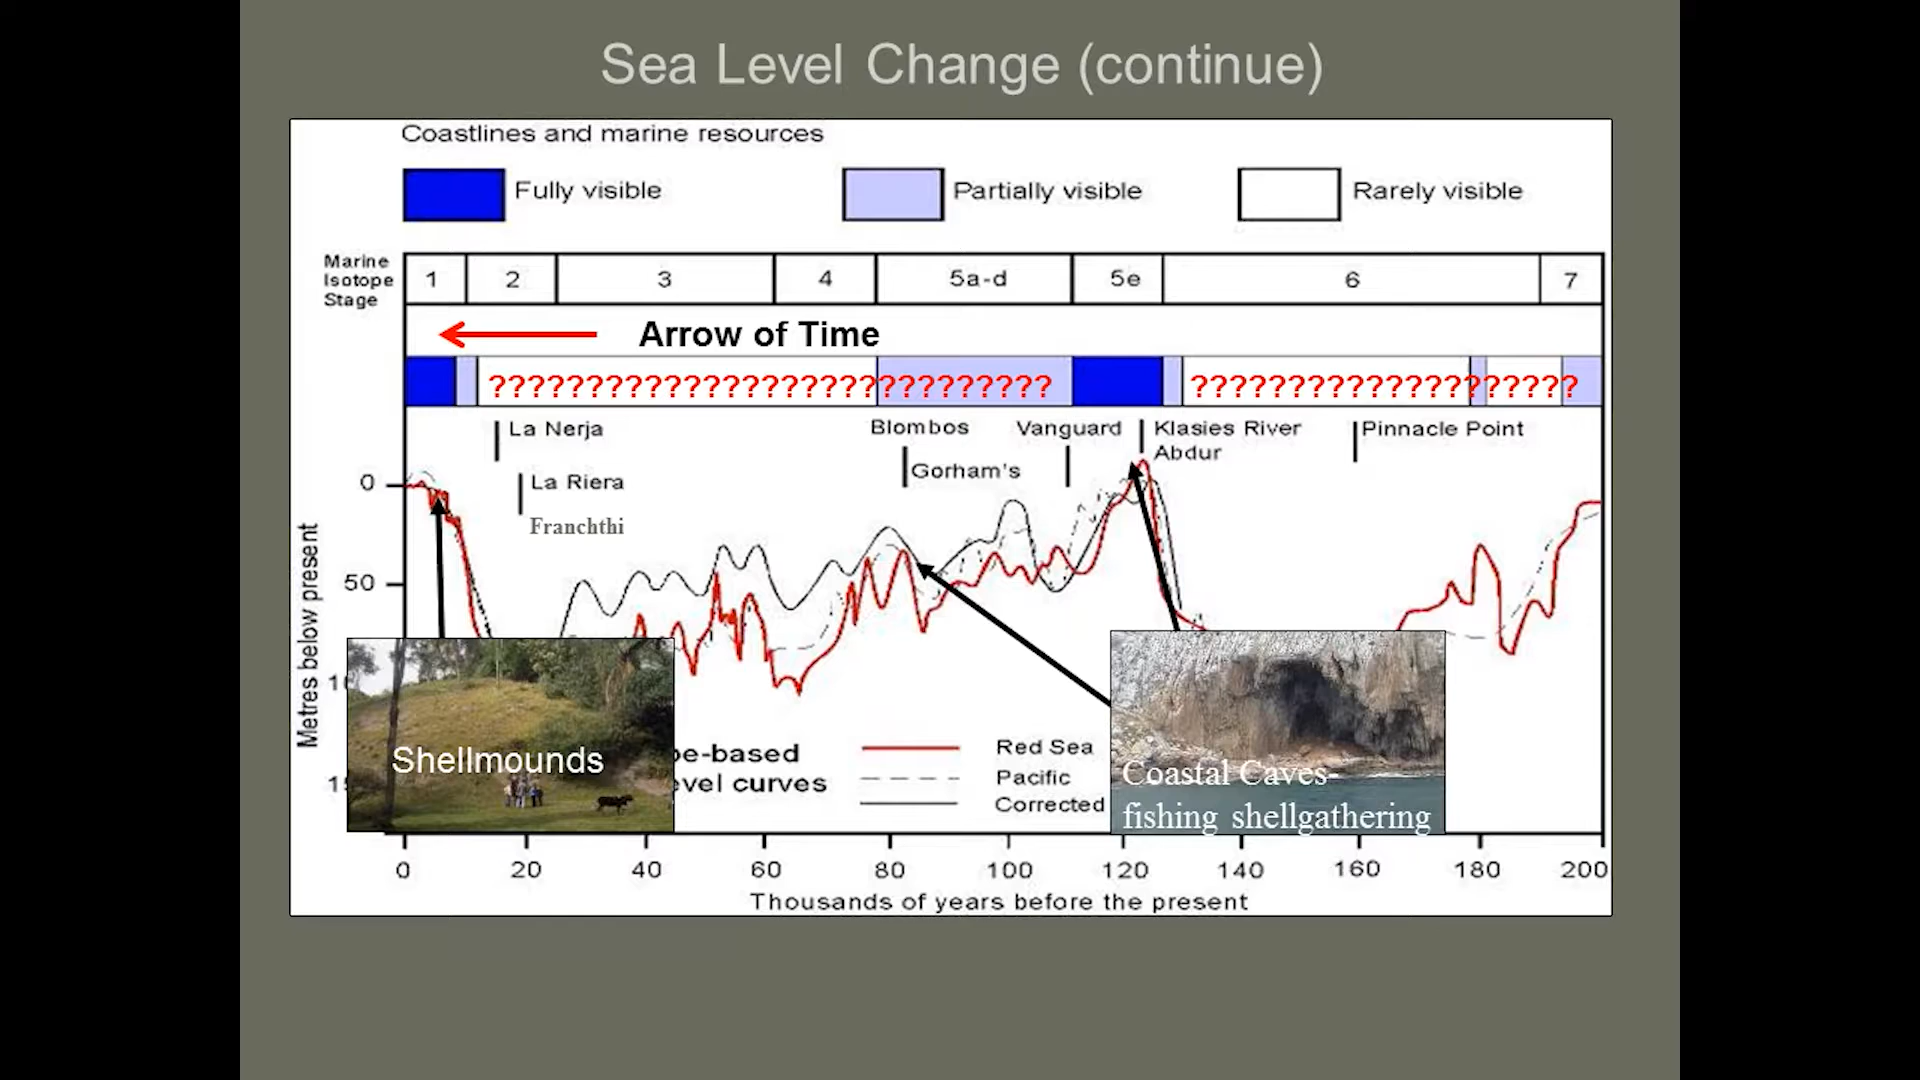 Sea Level Change (continue)
Coastlines and marine resources
Fully visible
Partially visible
Rarely visible
Marine
Isotope
Stage
1 2 3 4 5a-d 5e 6 7
Arrow of Time
????????????????????????????? ????????????????????
La Nerja
La Riera
Franchthi
Blombos
Gorham's
Vanguard
Klasies River
Abdur
Pinnacle Point
Metres below present
0
50
Shellmounds
Red Sea
Pacific
Corrected
level curves
Coastal Caves-
fishing shellgathering
0 20 40 60 80 100 120 140 160 180 200
Thousands of years before the present